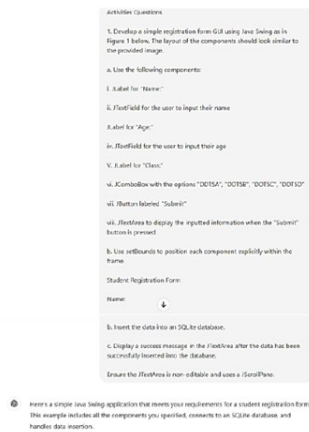 Activities Questions
1. Develop a simple registration form GUI using Java Swing as in
Figure 1 below. The layout of the components should look similar to
the provided image.
a. Use the following components:
i. JLabel for "Name:"
ii. JTextField for the user to input their name
JLabel for "Age:"
iv. JTextField for the user to input their age
V. JLabel for "Class:"
vi. JComboBox with the options "DDT5A", "DDT5B", "DDT5C", "DDT5D"
vii. JButton labeled "Submit"
viii. JTextArea to display the inputted information when the "Submit"
button is pressed
b. Use setBounds to position each component explicitly within the
frame
Student Registration Form
Name:
b. Insert the data into an SQLite database.
c. Display a success message in the JTextArea after the data has been
successfully inserted into the database.
Ensure the JTextArea is non-editable and uses a JScrollPane.
Here's a simple Java Swing application that meets your requirements for a student registration form
This example includes all the components you specified, connects to an SQLite database, and
handles data insertion.